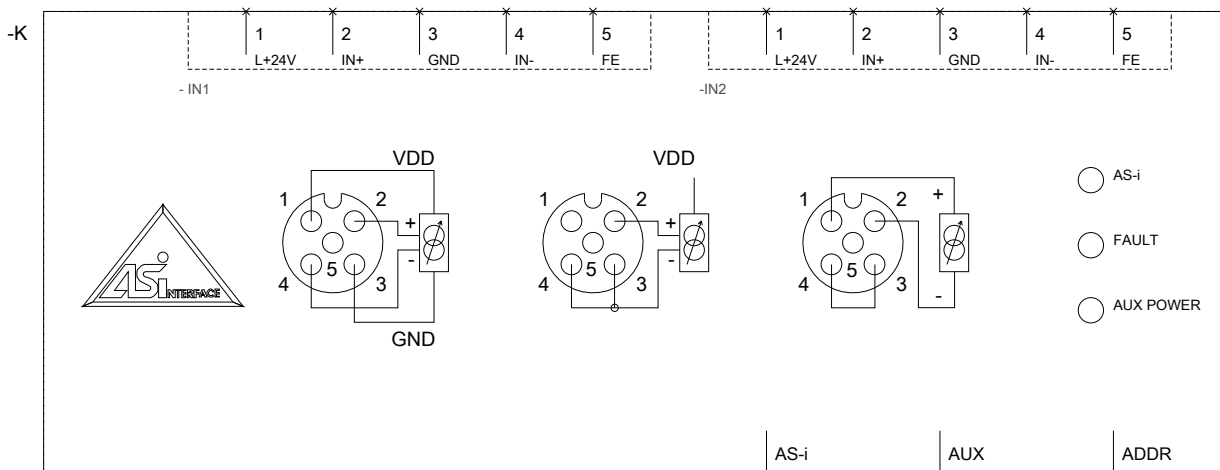 -K
1 2 3 4 5 1 2 3 4 5
L+24V IN+ GND IN- FE L+24V IN+ GND IN- FE
- IN1 -IN2
VDD VDD
1 2 1 2 1 2 +
+ +
- -
5 5 5
4 3 4 3 4 3 -
GND
ASi INTERFACE
AS-i
FAULT
AUX POWER
AS-i AUX ADDR